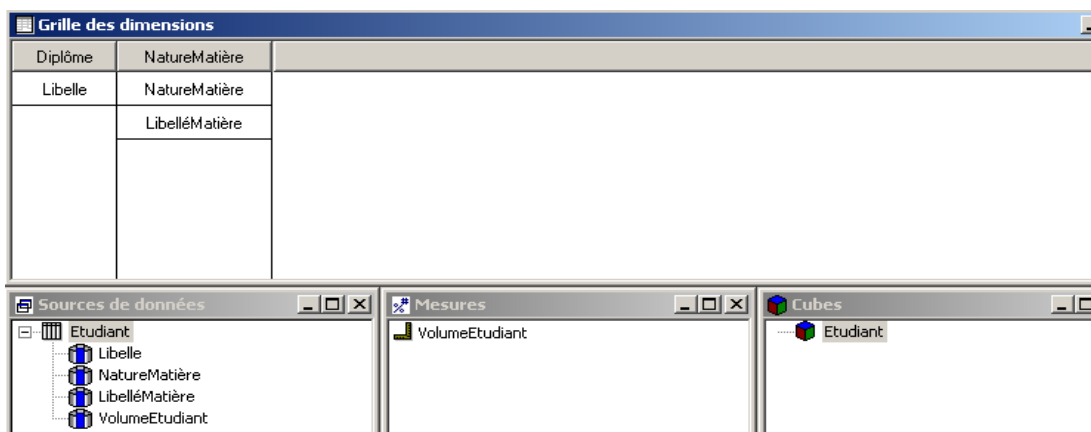 Grille des dimensions
Diplôme NatureMatière
Libelle NatureMatière
LibelléMatière
Sources de données
Etudiant
Libelle
NatureMatière
LibelléMatière
VolumeEtudiant
Mesures
VolumeEtudiant
Cubes
Etudiant